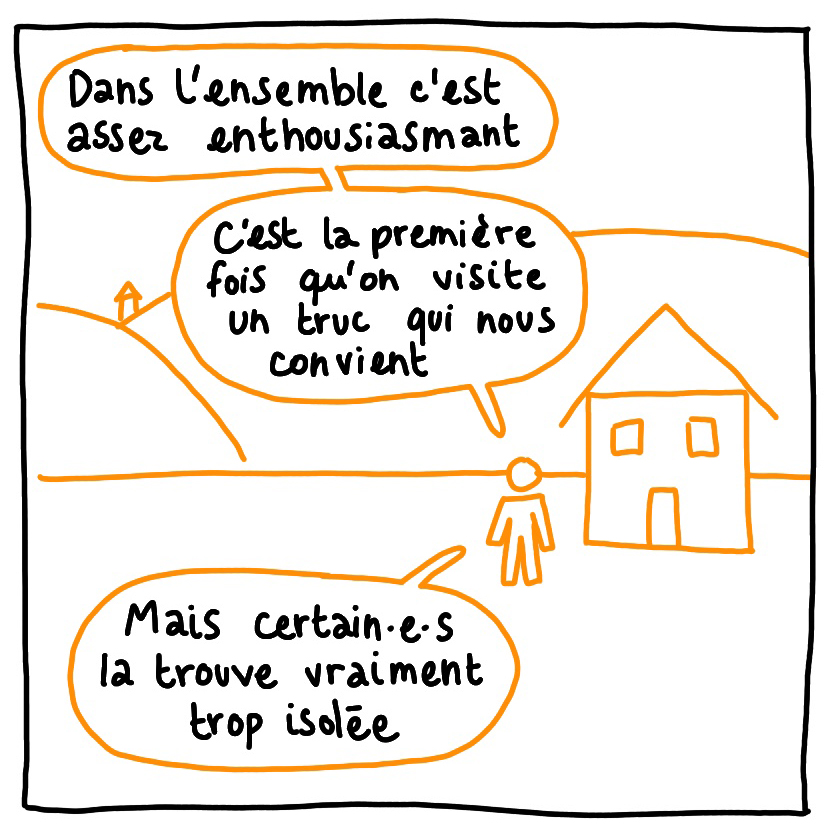 Dans l'ensemble c'est
assez enthousiasmant
C'est la première
fois qu'on visite
un truc qui nous
convient
Mais certain·e·s
la trouve vraiment
trop isolée